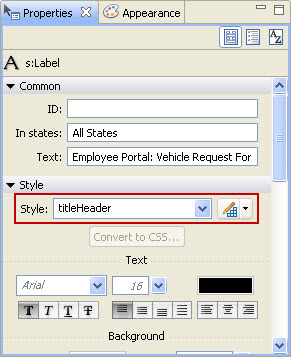 Properties Appearance
s:Label
Common
ID:
In states: All States
Text: Employee Portal: Vehicle Request For
Style
Style: titleHeader
Convert to CSS...
Text
Arial 16
T T T T
Background